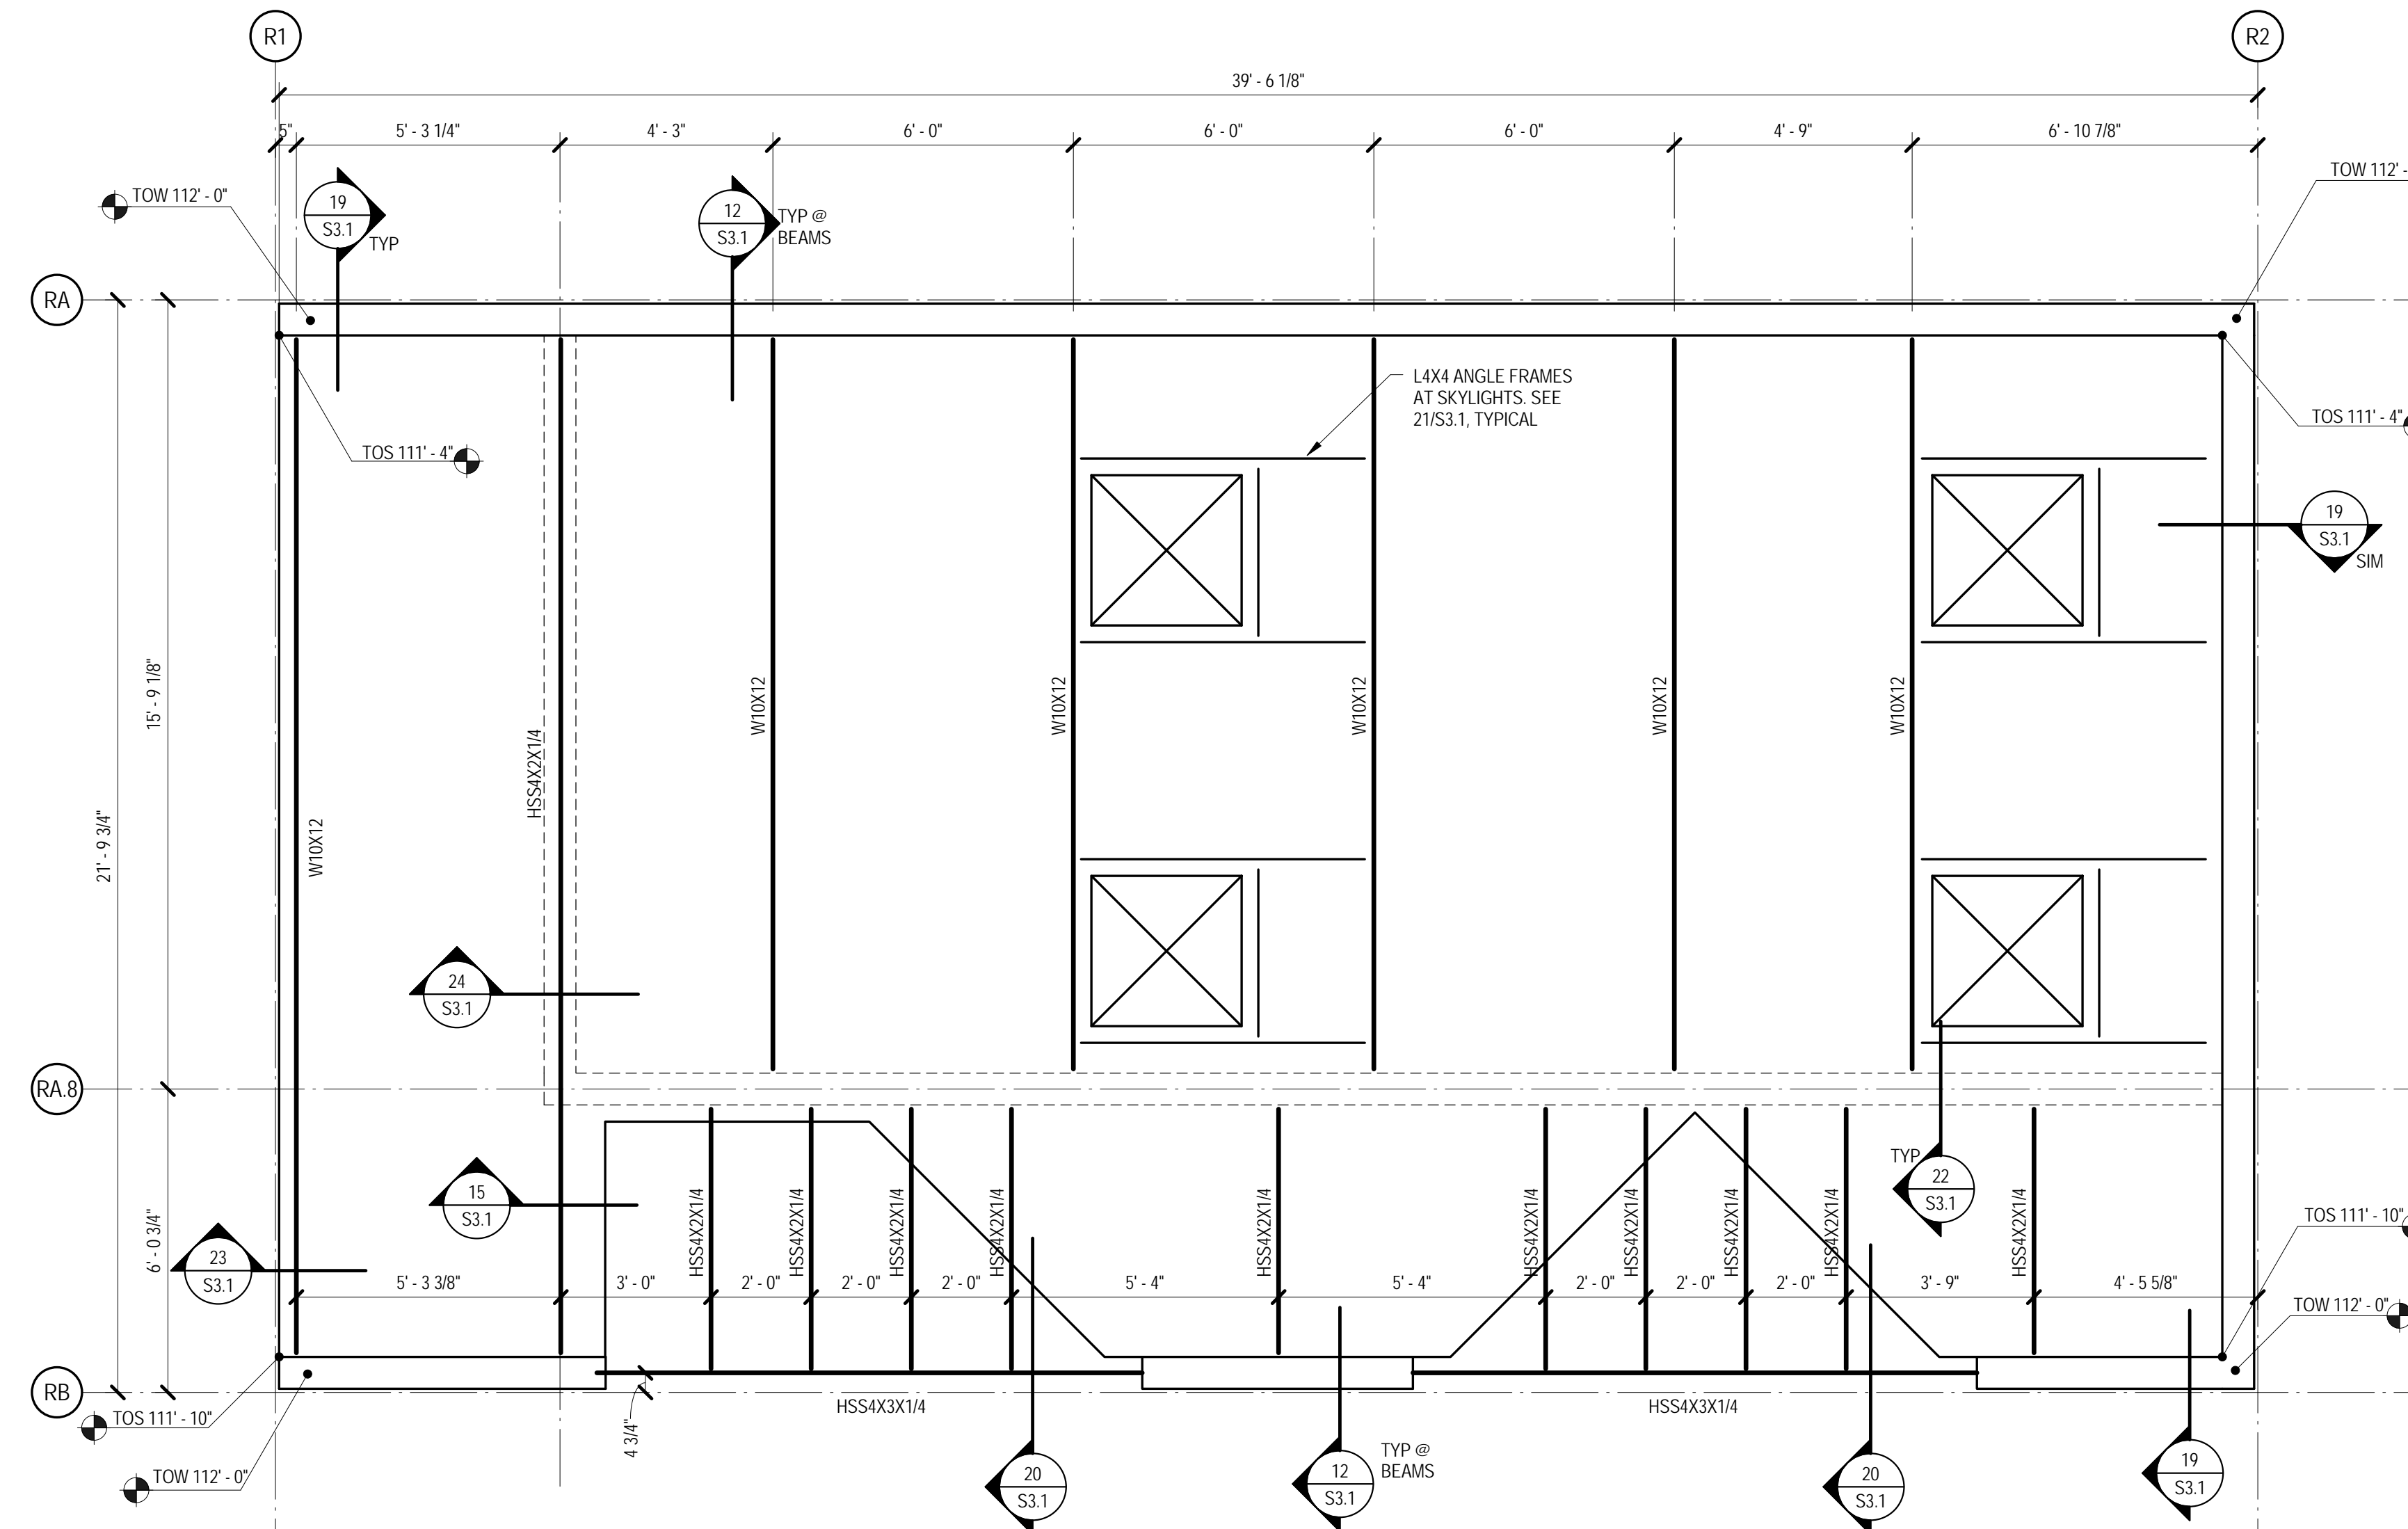 R1
R2
39' - 6 1/8"
5"
5' - 3 1/4"
4' - 3"
6' - 0"
6' - 0"
6' - 0"
4' - 9"
6' - 10 7/8"
TOW 112' - 0"
19
S3.1
TYP
12
S3.1
TYP @
BEAMS
TOW 112' -
RA
L4X4 ANGLE FRAMES
AT SKYLIGHTS. SEE
21/S3.1, TYPICAL
TOS 111' - 4"
TOS 111' - 4"
19
S3.1
SIM
15' - 9 1/8"
21' - 9 3/4"
W10X12
HSS4X2X1/4
W10X12
W10X12
W10X12
W10X12
W10X12
24
S3.1
RA.8
15
S3.1
TYP
22
S3.1
HSS4X2X1/4
HSS4X2X1/4
HSS4X2X1/4
HSS4X2X1/4
HSS4X2X1/4
HSS4X2X1/4
HSS4X2X1/4
HSS4X2X1/4
HSS4X2X1/4
HSS4X2X1/4
TOS 111' - 10"
6' - 0 3/4"
23
S3.1
5' - 3 3/8"
3' - 0"
2' - 0"
2' - 0"
2' - 0"
5' - 4"
5' - 4"
2' - 0"
2' - 0"
2' - 0"
3' - 9"
4' - 5 5/8"
TOW 112' - 0"
RB
HSS4X3X1/4
HSS4X3X1/4
TOS 111' - 10"
4 3/4"
TOW 112' - 0"
20
S3.1
12
S3.1
TYP @
BEAMS
20
S3.1
19
S3.1